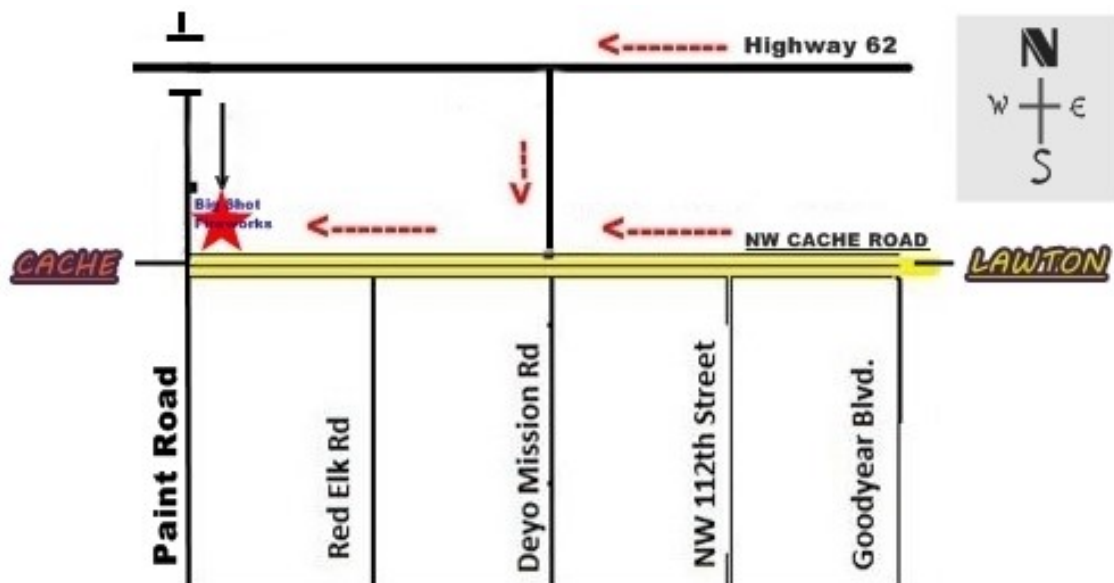 Highway 62
N
W
E
S
Big Shot
Fireworks
NW CACHE ROAD
CACHE
LAWTON
Paint Road
Red Elk Rd
Deyo Mission Rd
NW 112th Street
Goodyear Blvd.